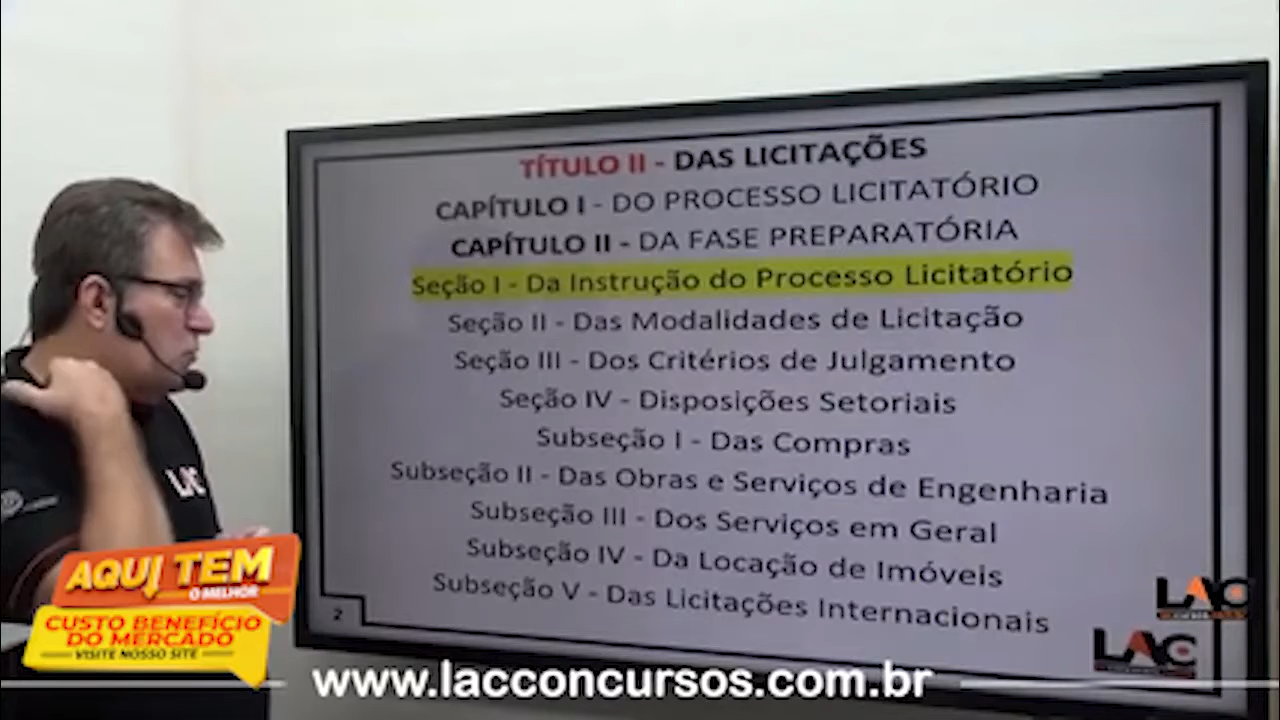 TÍTULO II - DAS LICITAÇÕES
CAPÍTULO I - DO PROCESSO LICITATÓRIO
CAPÍTULO II - DA FASE PREPARATÓRIA
Seção I - Da Instrução do Processo Licitatório
Seção II - Das Modalidades de Licitação
Seção III - Dos Critérios de Julgamento
Seção IV - Disposições Setoriais
Subseção I - Das Compras
Subseção II - Das Obras e Serviços de Engenharia
Subseção III - Dos Serviços em Geral
Subseção IV - Da Locação de Imóveis
Subseção V - Das Licitações Internacionais
2
LAC
LAC
LAC
AQUI TEM
O MELHOR
CUSTO BENEFÍCIO
DO MERCADO
VISITE NOSSO SITE
www.lacconcursos.com.br